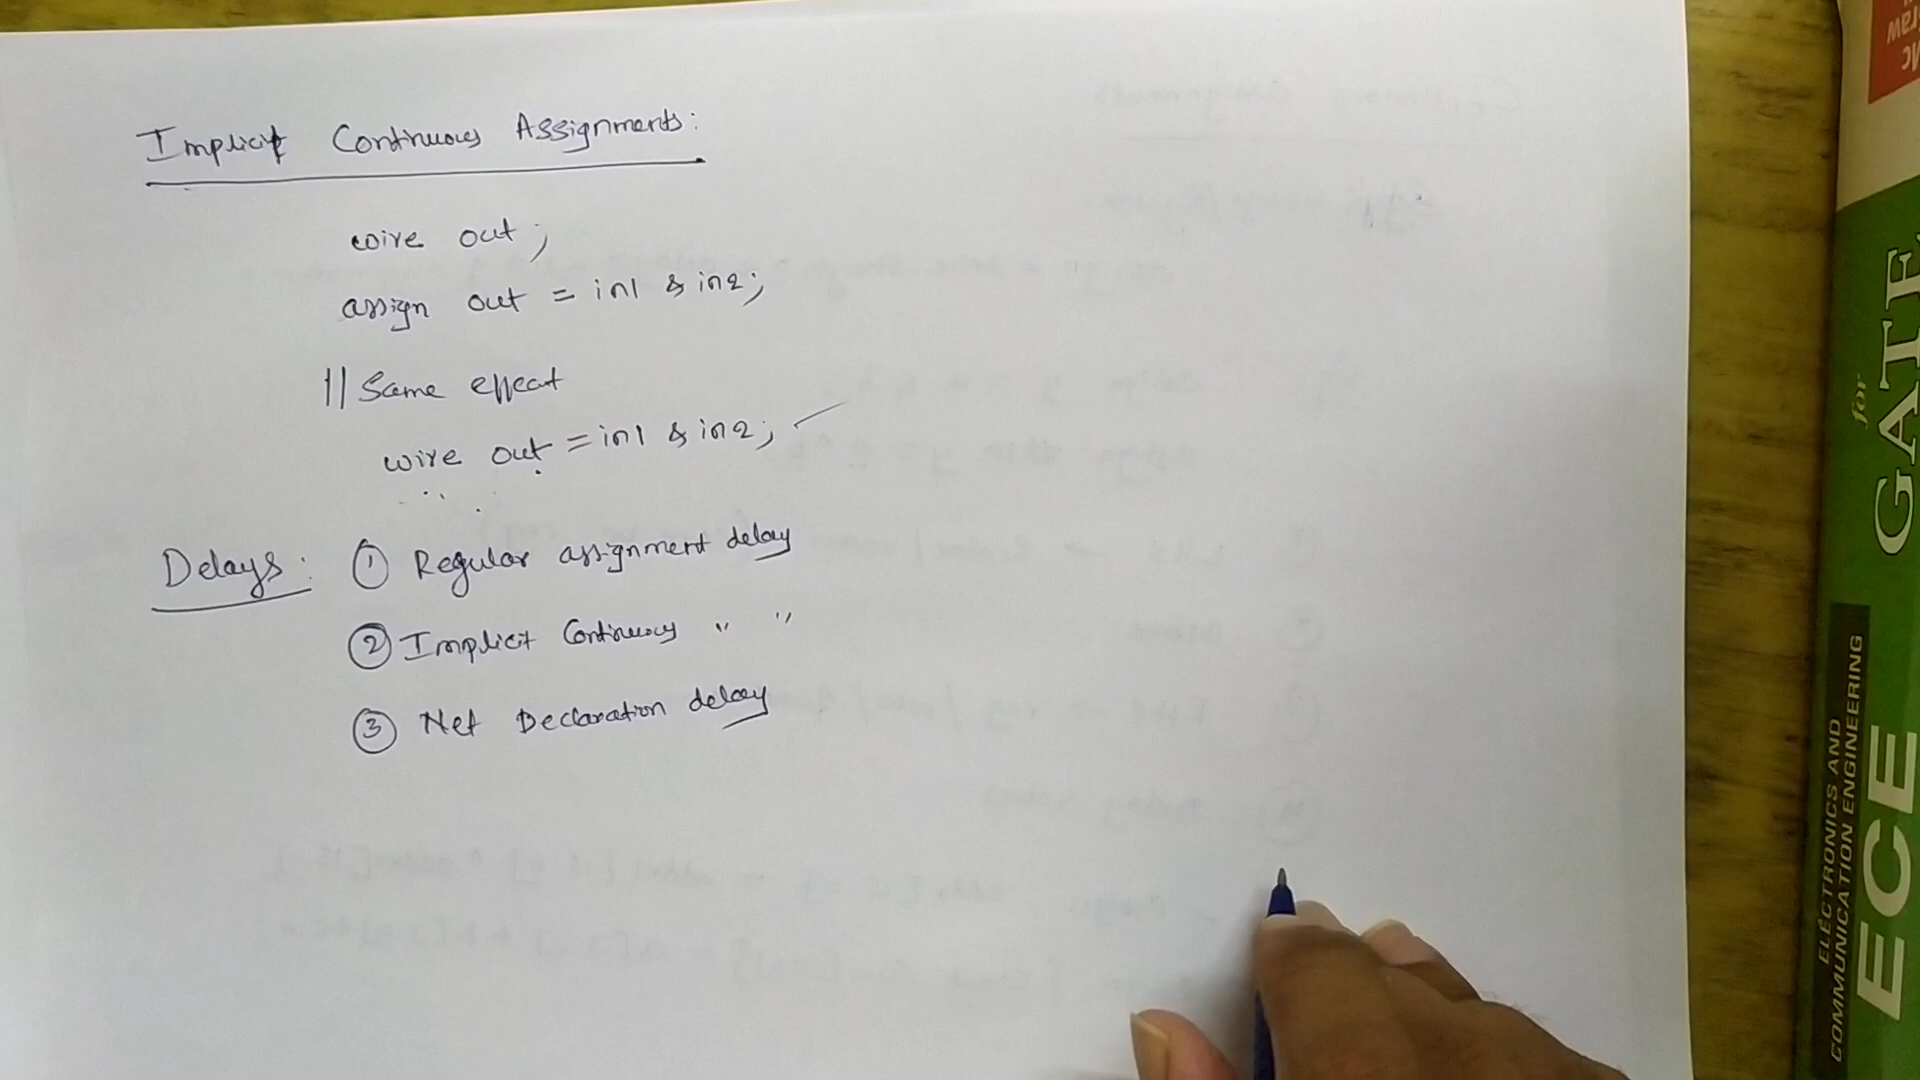 Implicit Continuous Assignments:
wire out;
assign out = in1 & in2;
// Same effect
wire out = in1 & in2;
Delays: ① Regular assignment delay
② Implicit Continuous " "
③ Net Declaration delay
for GATE
ELECTRONICS AND
COMMUNICATION ENGINEERING
ECE